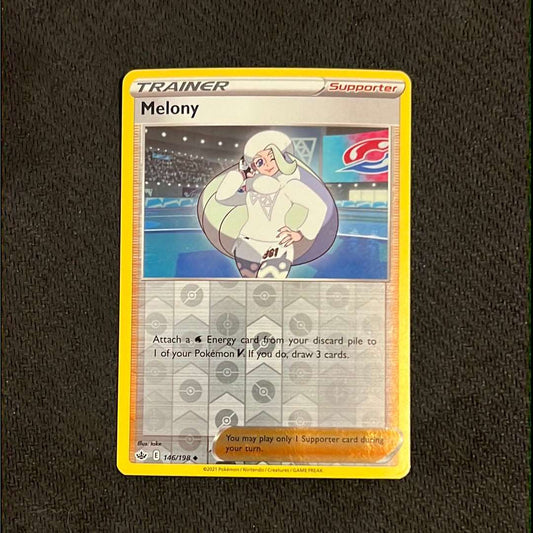 TRAINER Supporter
Melony
Attach a Energy card from your discard pile to
1 of your Pokémon V. If you do, draw 3 cards.
You may play only 1 Supporter card during
your turn.
Illus. Joke
E 146/198
©2021 Pokémon / Nintendo / Creatures / GAME FREAK